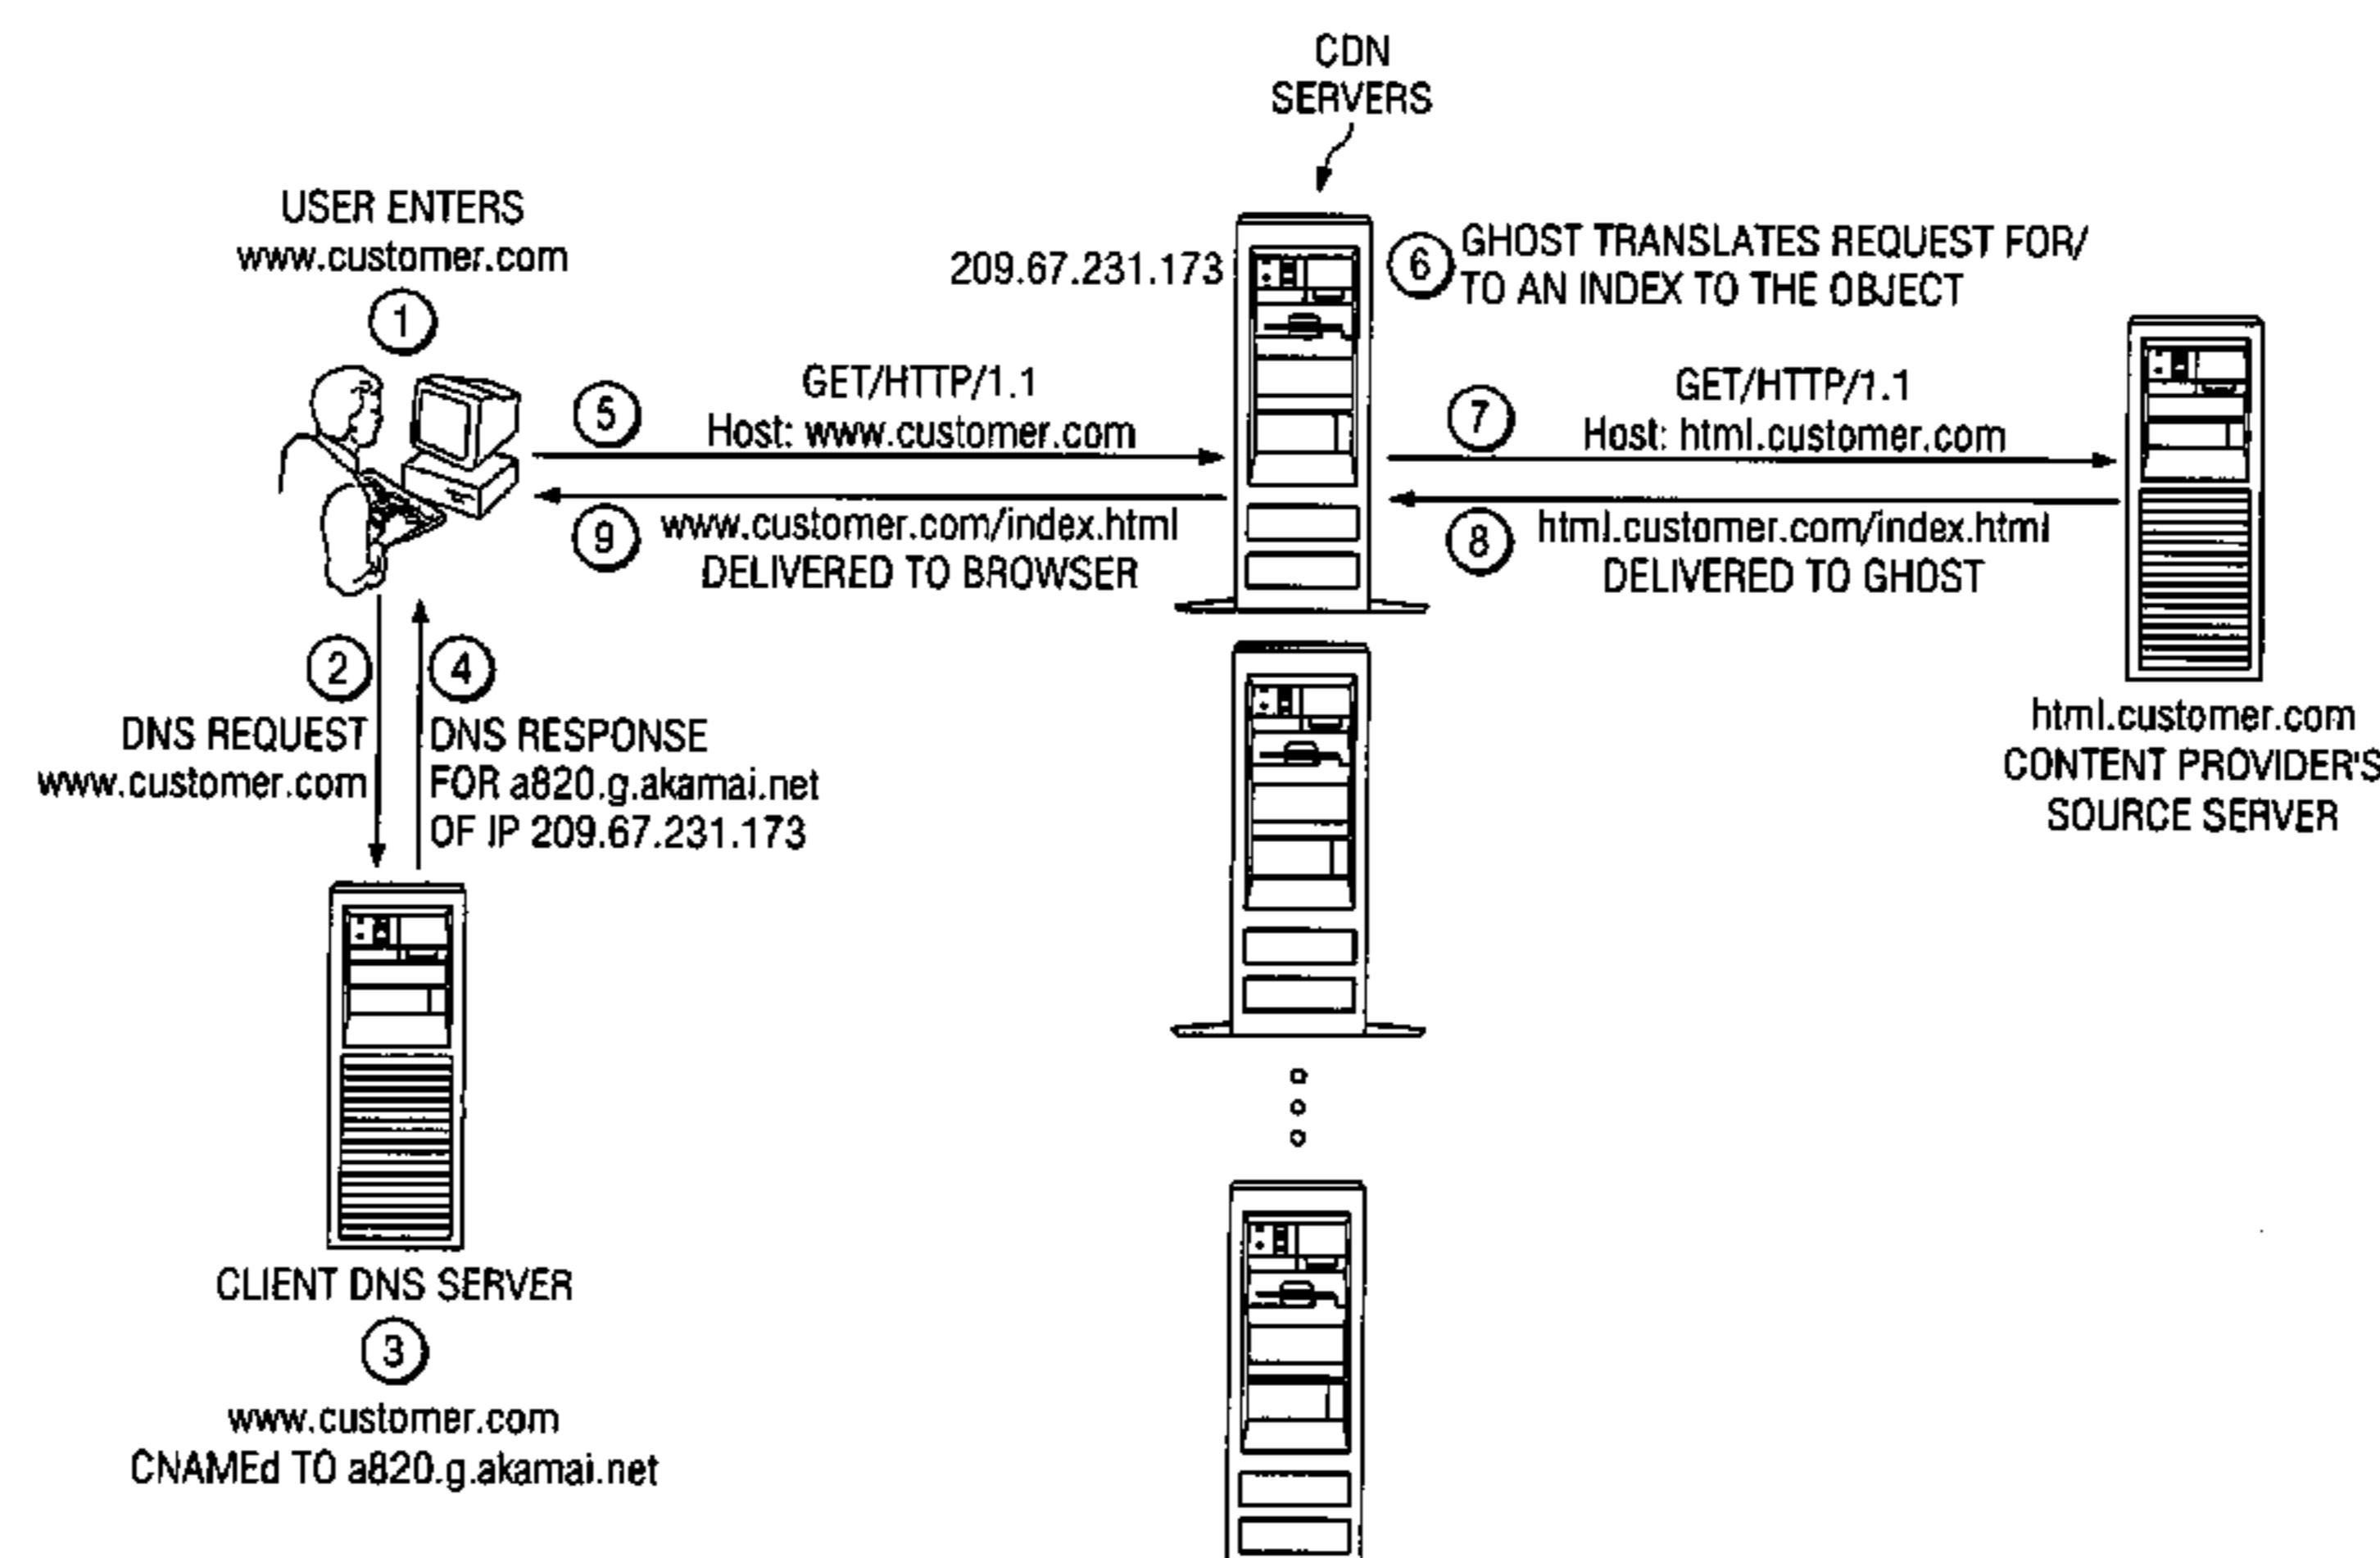 CDN
SERVERS
USER ENTERS
www.customer.com
1
209.67.231.173
6
GHOST TRANSLATES REQUEST FOR/
TO AN INDEX TO THE OBJECT
5
GET/HTTP/1.1
Host: www.customer.com
7
GET/HTTP/1.1
Host: html.customer.com
9
www.customer.com/index.html
DELIVERED TO BROWSER
8
html.customer.com/index.html
DELIVERED TO GHOST
2
DNS REQUEST
www.customer.com
4
DNS RESPONSE
FOR a820.g.akamai.net
OF IP 209.67.231.173
html.customer.com
CONTENT PROVIDER'S
SOURCE SERVER
CLIENT DNS SERVER
3
www.customer.com
CNAMEd TO a820.g.akamai.net